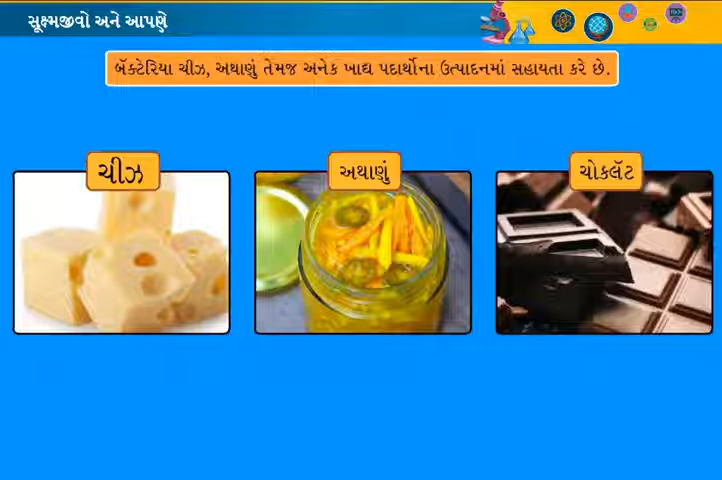 સૂક્ષ્મજીવો અને આપણે
બૅક્ટેરિયા ચીઝ, અથાણું તેમજ અનેક ખાદ્ય પદાર્થોના ઉત્પાદનમાં સહાયતા કરે છે.
ચીઝ
અથાણું
ચોકલૅટ